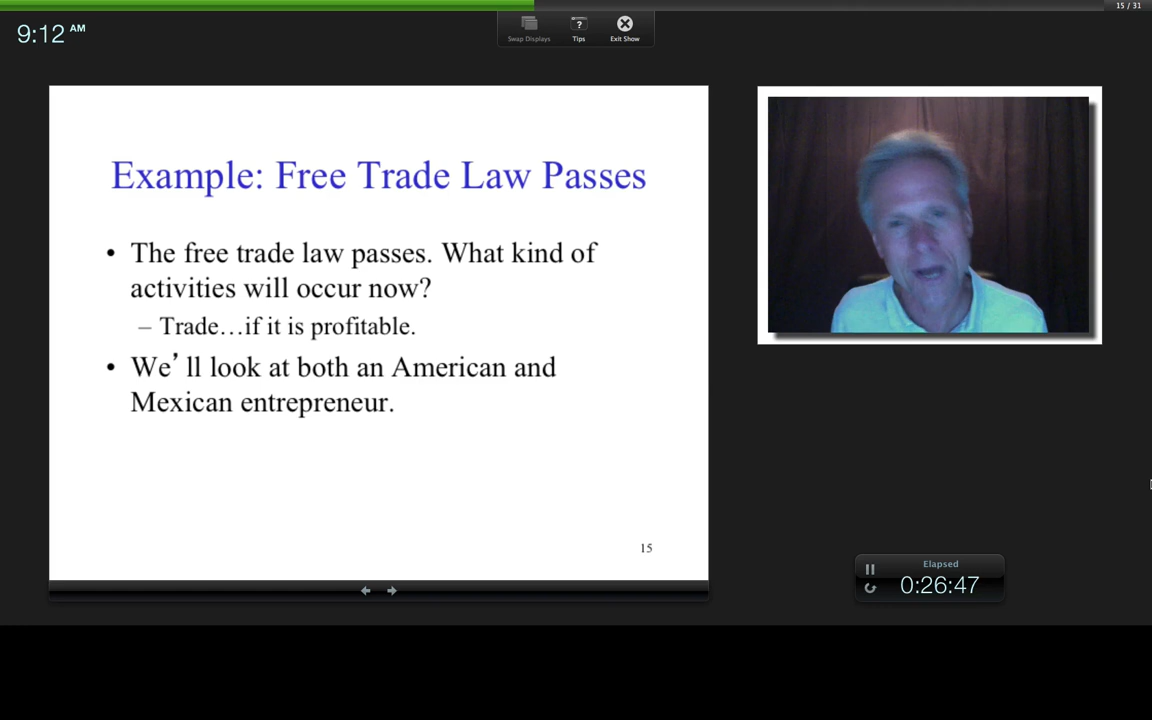 15 / 31
9:12 AM
Swap Displays
Tips
Exit Show
Example: Free Trade Law Passes
• The free trade law passes. What kind of
activities will occur now?
– Trade…if it is profitable.
• We’ll look at both an American and
Mexican entrepreneur.
15
Elapsed
0:26:47